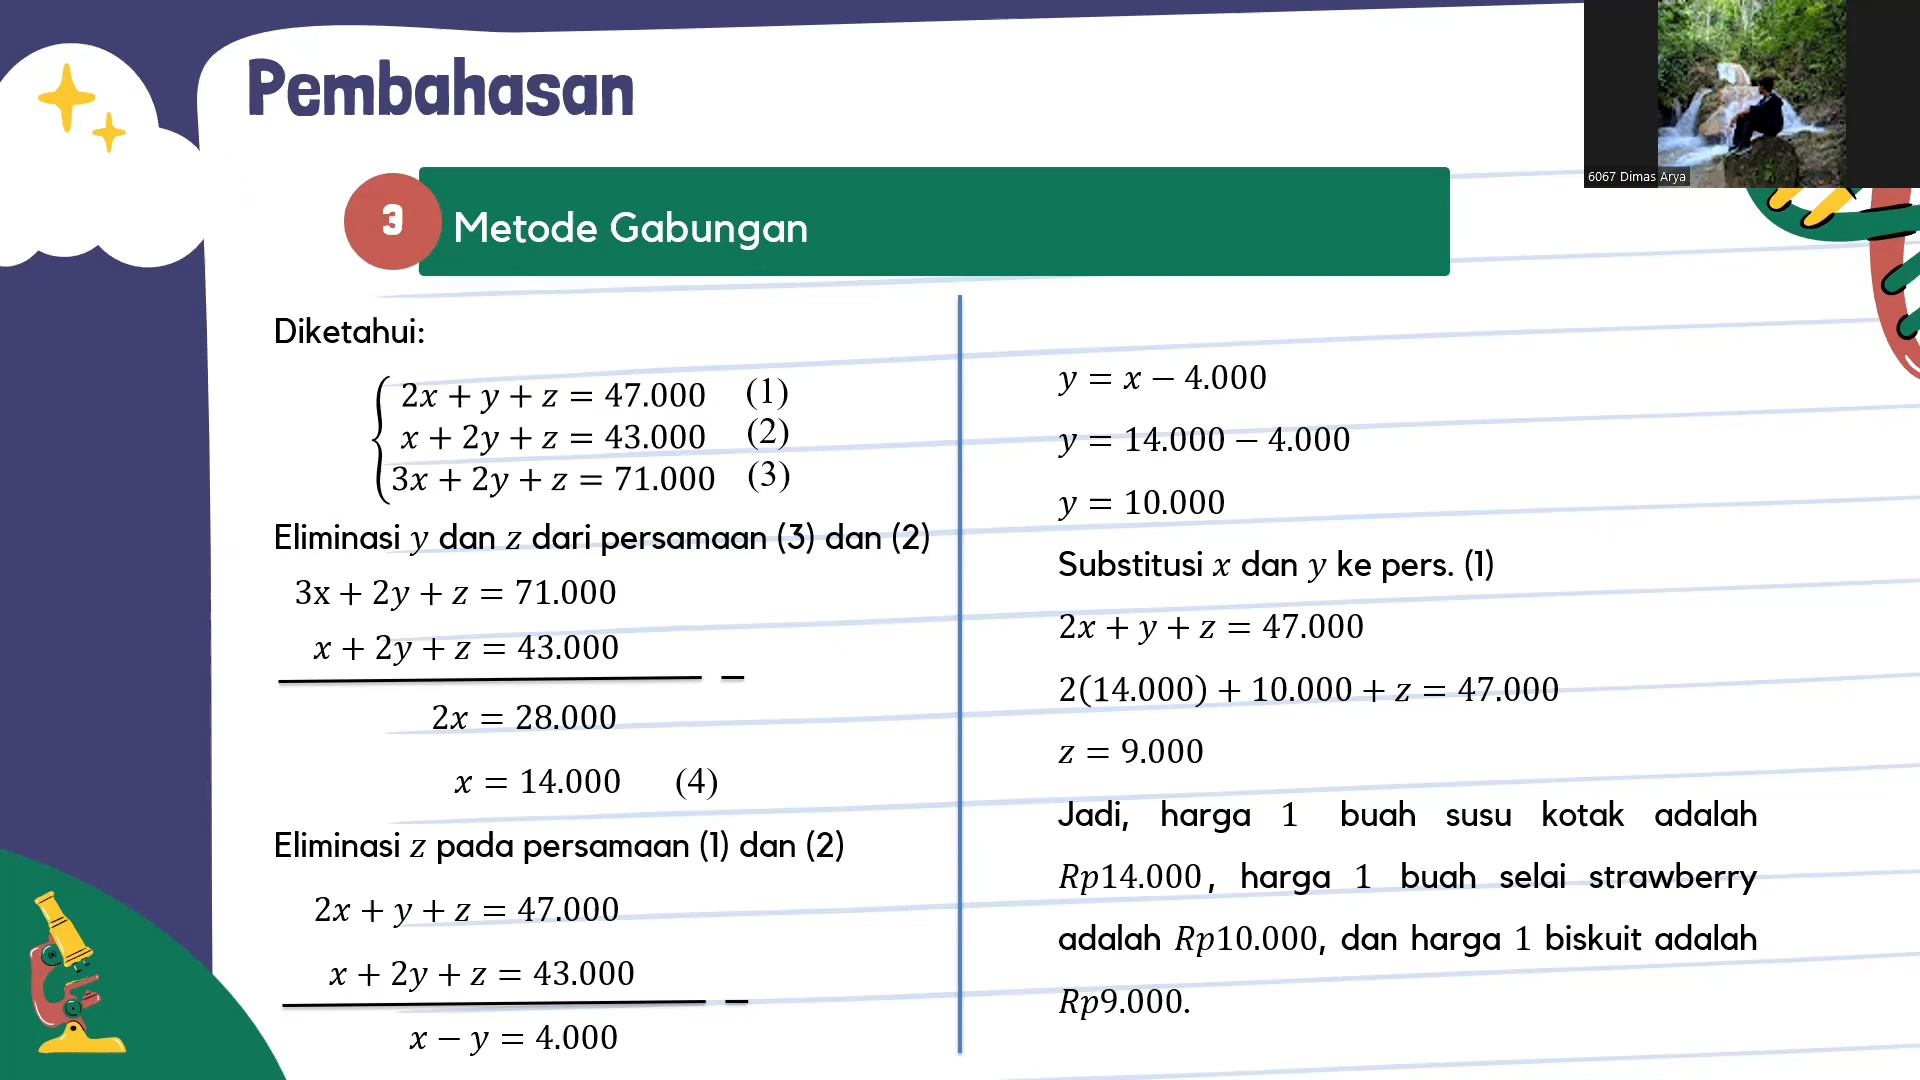 Pembahasan
6067 Dimas Arya
3
Metode Gabungan
Diketahui:
2x + y + z = 47.000 (1)
x + 2y + z = 43.000 (2)
3x + 2y + z = 71.000 (3)
Eliminasi y dan z dari persamaan (3) dan (2)
3x + 2y + z = 71.000
x + 2y + z = 43.000
−
2x = 28.000
x = 14.000 (4)
Eliminasi z pada persamaan (1) dan (2)
2x + y + z = 47.000
x + 2y + z = 43.000
−
x − y = 4.000
y = x − 4.000
y = 14.000 − 4.000
y = 10.000
Substitusi x dan y ke pers. (1)
2x + y + z = 47.000
2(14.000) + 10.000 + z = 47.000
z = 9.000
Jadi, harga 1 buah susu kotak adalah
Rp14.000, harga 1 buah selai strawberry
adalah Rp10.000, dan harga 1 biskuit adalah
Rp9.000.